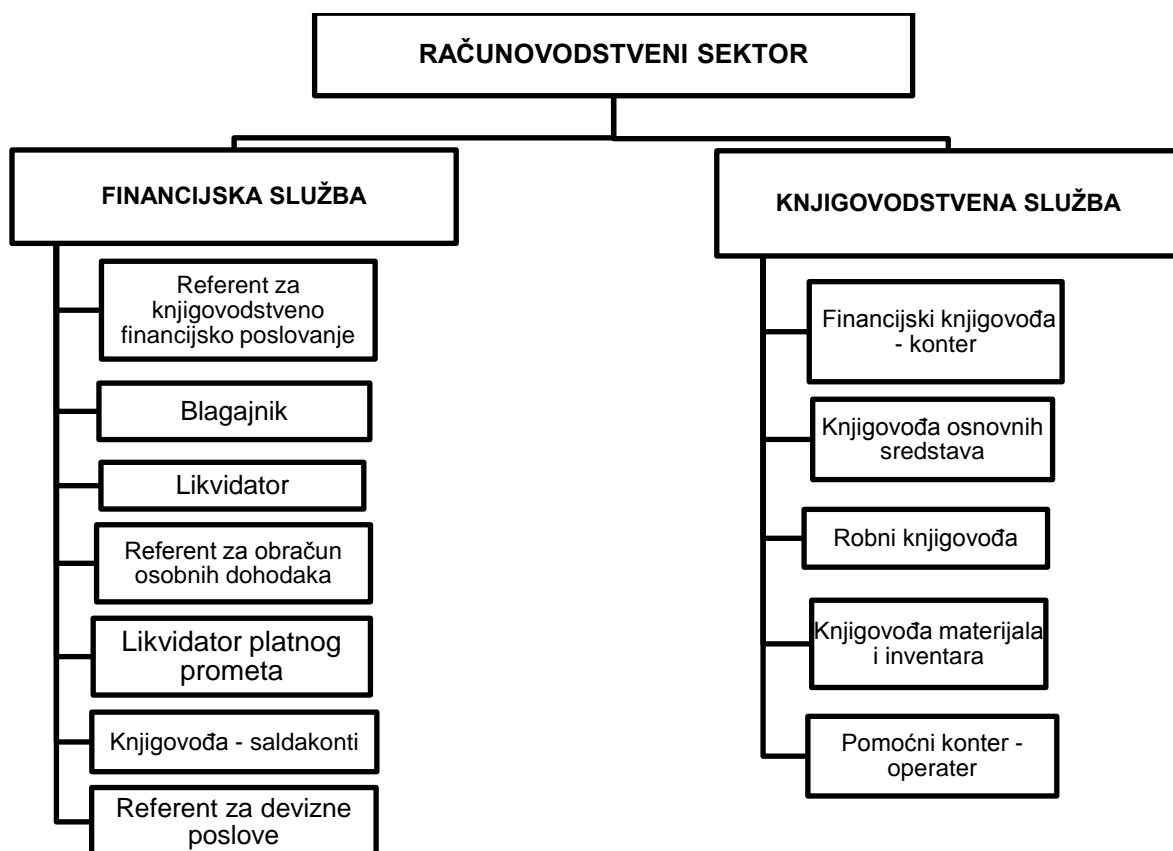 RAČUNOVODSTVENI SEKTOR
FINANCIJSKA SLUŽBA
Referent za
knjigovodstveno
financijsko poslovanje
Blagajnik
Likvidator
Referent za obračun
osobnih dohodaka
Likvidator platnog
prometa
Knjigovođa - saldakonti
Referent za devizne
poslove
KNJIGOVODSTVENA SLUŽBA
Financijski knjigovođa
- konter
Knjigovođa osnovnih
sredstava
Robni knjigovođa
Knjigovođa materijala
i inventara
Pomoćni konter -
operater